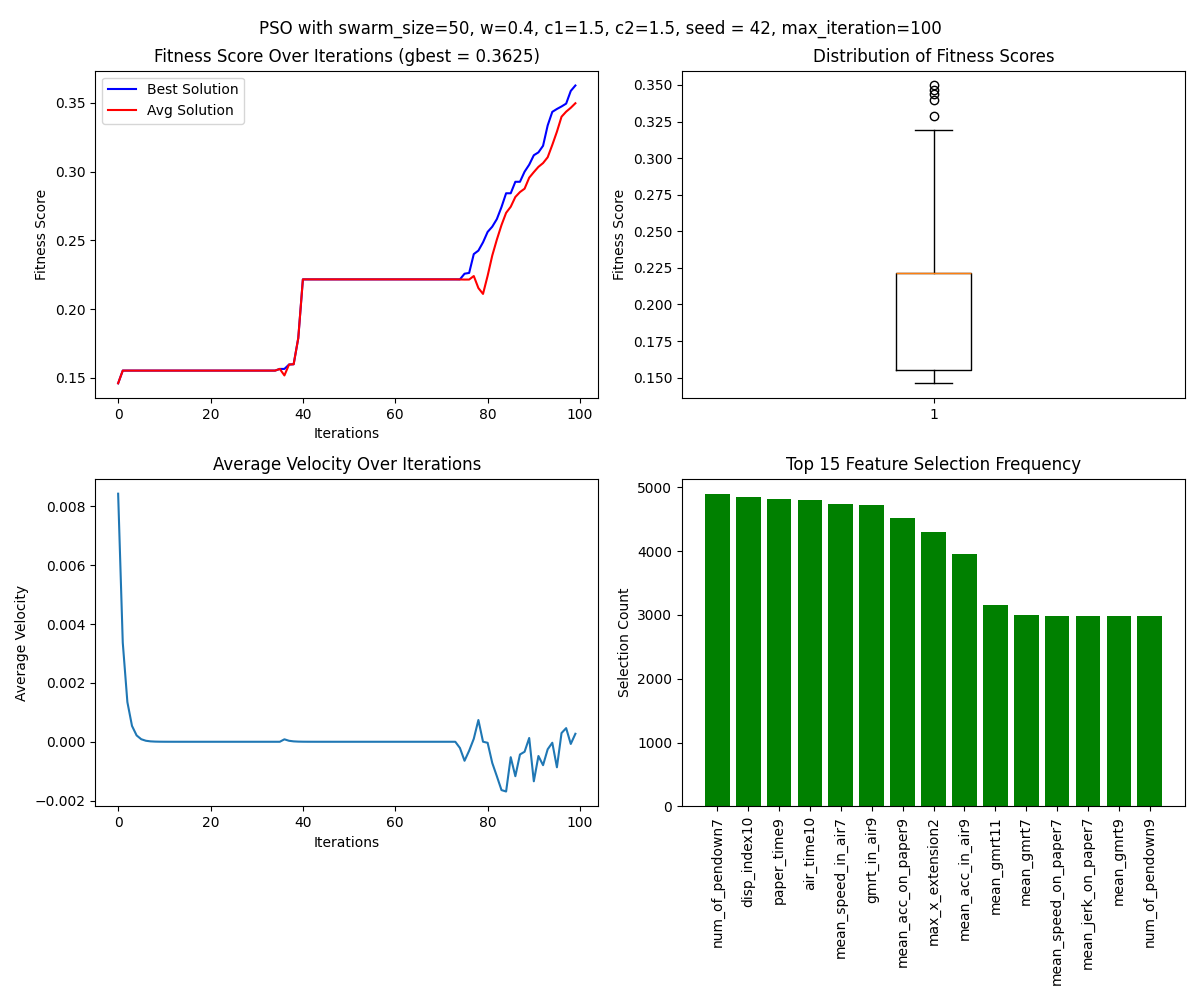 PSO with swarm_size=50, w=0.4, c1=1.5, c2=1.5, seed = 42, max_iteration=100
Fitness Score Over Iterations (gbest = 0.3625)
Best Solution
Avg Solution
Fitness Score
0.35
0.30
0.25
0.20
0.15
0
20
40
60
80
100
Iterations
Distribution of Fitness Scores
Fitness Score
0.350
0.325
0.300
0.275
0.250
0.225
0.200
0.175
0.150
1
Average Velocity Over Iterations
Average Velocity
0.008
0.006
0.004
0.002
0.000
−0.002
0
20
40
60
80
100
Iterations
Top 15 Feature Selection Frequency
Selection Count
5000
4000
3000
2000
1000
0
num_of_pendown7
disp_index10
paper_time9
air_time10
mean_speed_in_air7
gmrt_in_air9
mean_acc_on_paper9
max_x_extension2
mean_acc_in_air9
mean_gmrt11
mean_gmrt7
mean_speed_on_paper7
mean_jerk_on_paper7
mean_gmrt9
num_of_pendown9